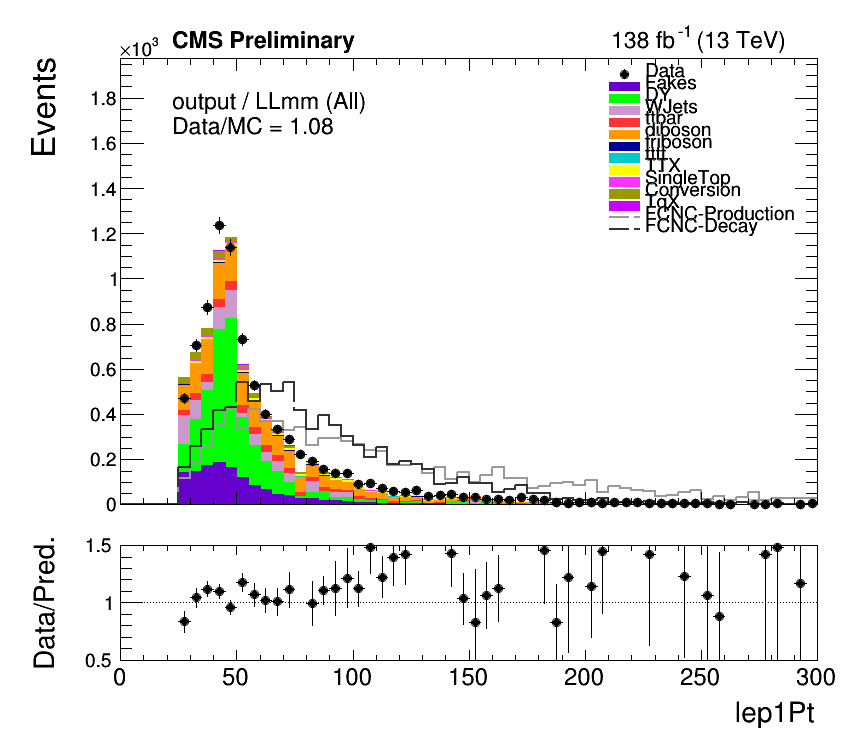 ×10³ CMS Preliminary 138 fb⁻¹ (13 TeV)
Events
output / LLmm (All)
Data/MC = 1.08
Data
Fakes
DY
WJets
ttbar
diboson
triboson
tttt
TTX
SingleTop
Conversion
TqX
FCNC-Production
FCNC-Decay
1.8
1.6
1.4
1.2
1
0.8
0.6
0.4
0.2
0
Data/Pred.
1.5
1
0.5
0 50 100 150 200 250 300
lep1Pt